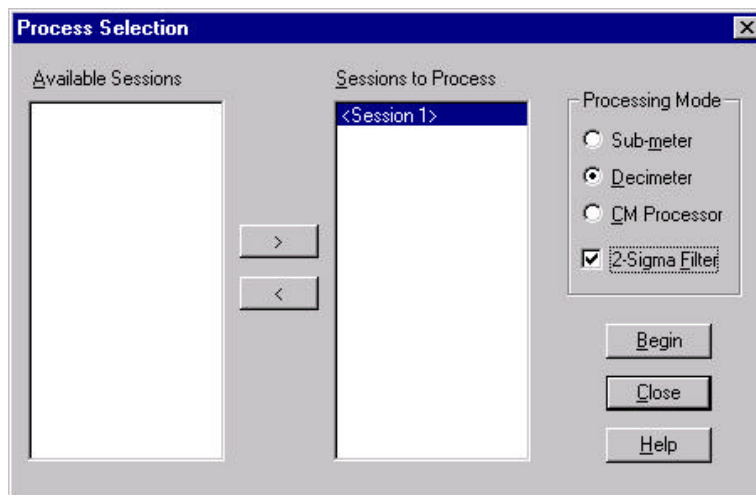 Process Selection
Available Sessions
Sessions to Process
<Session 1>
>
<
Processing Mode
Sub-meter
Decimeter
CM Processor
2-Sigma Filter
Begin
Close
Help